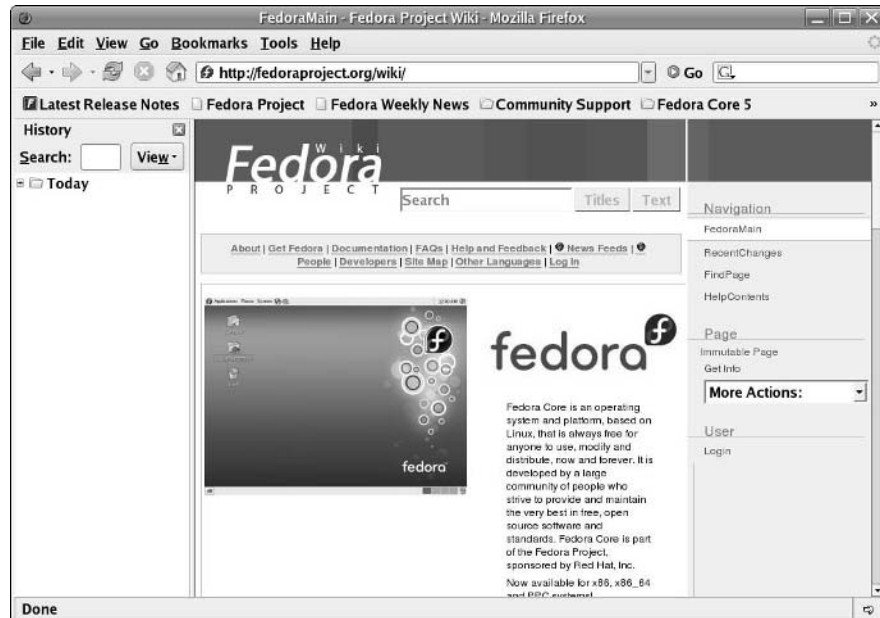 FedoraMain - Fedora Project Wiki - Mozilla Firefox
File Edit View Go Bookmarks Tools Help
http://fedoraproject.org/wiki/ Go
Latest Release Notes Fedora Project Fedora Weekly News Community Support Fedora Core 5 »
History
Search: View
Today
Fedora Wiki
PROJECT
Search Titles Text
About | Get Fedora | Documentation | FAQs | Help and Feedback | News Feeds |
People | Developers | Site Map | Other Languages | Log In
Applications Places System
fedora
fedora
Fedora Core is an operating
system and platform, based on
Linux, that is always free for
anyone to use, modify and
distribute, now and forever. It is
developed by a large
community of people who
strive to provide and maintain
the very best in free, open
source software and
standards. Fedora Core is part
of the Fedora Project,
sponsored by Red Hat, Inc.
Now available for x86, x86_64
and PPC systems!
Navigation
FedoraMain
RecentChanges
FindPage
HelpContents
Page
Immutable Page
Get Info
More Actions:
User
Login
Done